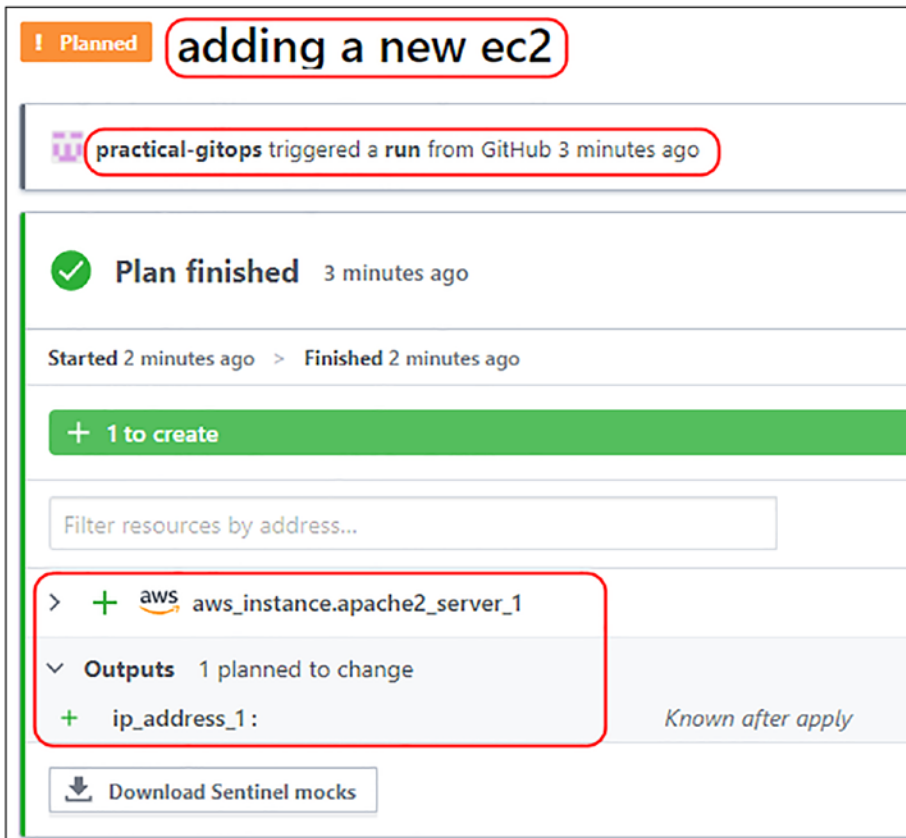 ! Planned adding a new ec2
practical-gitops triggered a run from GitHub 3 minutes ago
Plan finished 3 minutes ago
Started 2 minutes ago > Finished 2 minutes ago
+ 1 to create
Filter resources by address...
> + aws aws_instance.apache2_server_1
Outputs 1 planned to change
+ ip_address_1 : Known after apply
Download Sentinel mocks